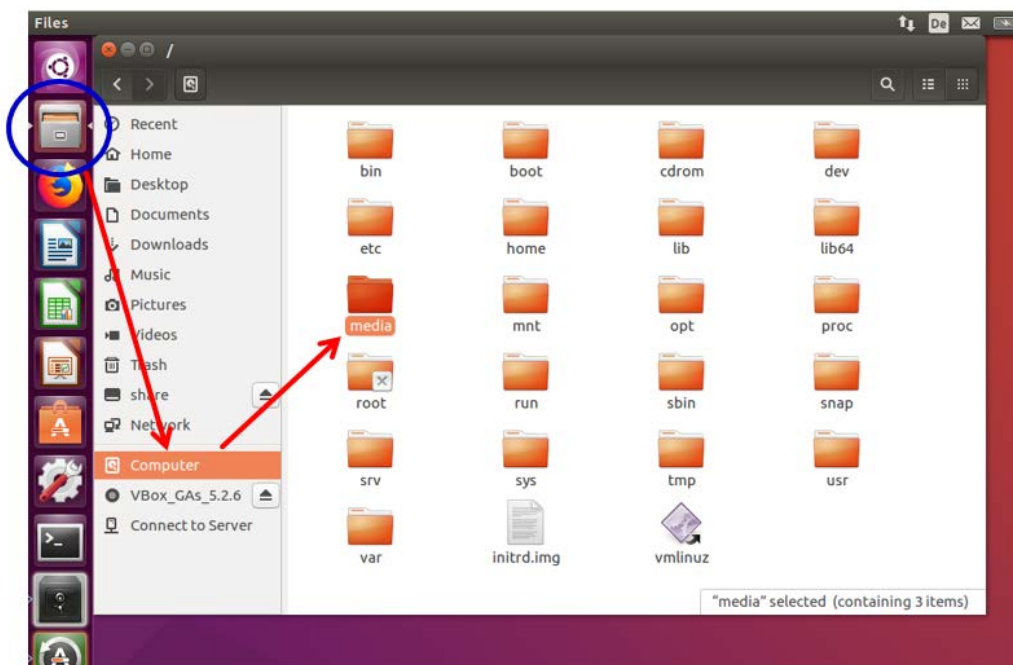 Files
De
/
Recent
Home
Desktop
Documents
Downloads
Music
Pictures
Videos
Trash
share
Network
Computer
VBox_GAs_5.2.6
Connect to Server
bin boot cdrom dev
etc home lib lib64
media mnt opt proc
root run sbin snap
srv sys tmp usr
var initrd.img vmlinuz
"media" selected (containing 3 items)